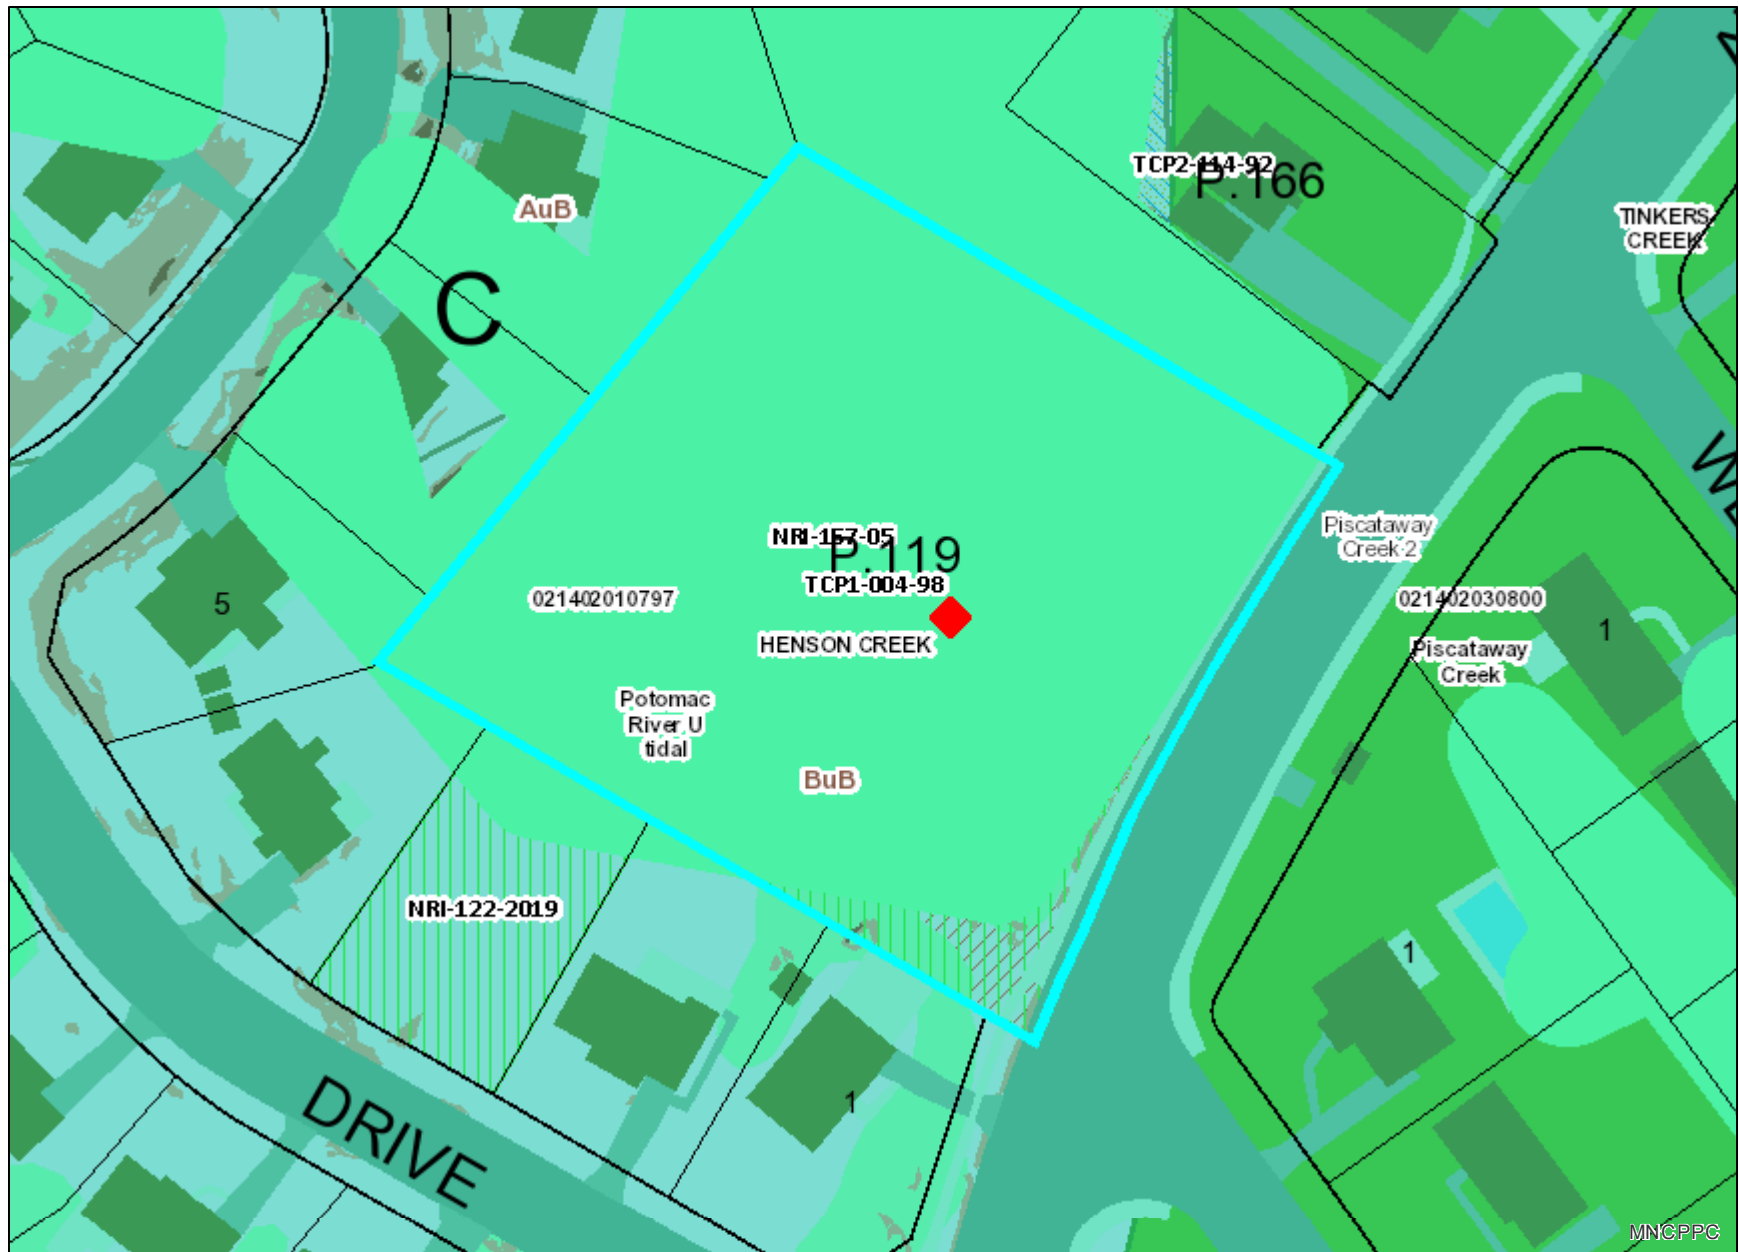 TCP2-114-92
P.166
AuB
TINKERS
CREEK
C
Piscataway
Creek 2
NRI-157-05
P.119
TCP1-004-98
021402010797
021402030800
5
1
HENSON CREEK
Piscataway
Creek
Potomac
River U
tidal
BuB
NRI-122-2019
1
1
DRIVE
MNCPPC